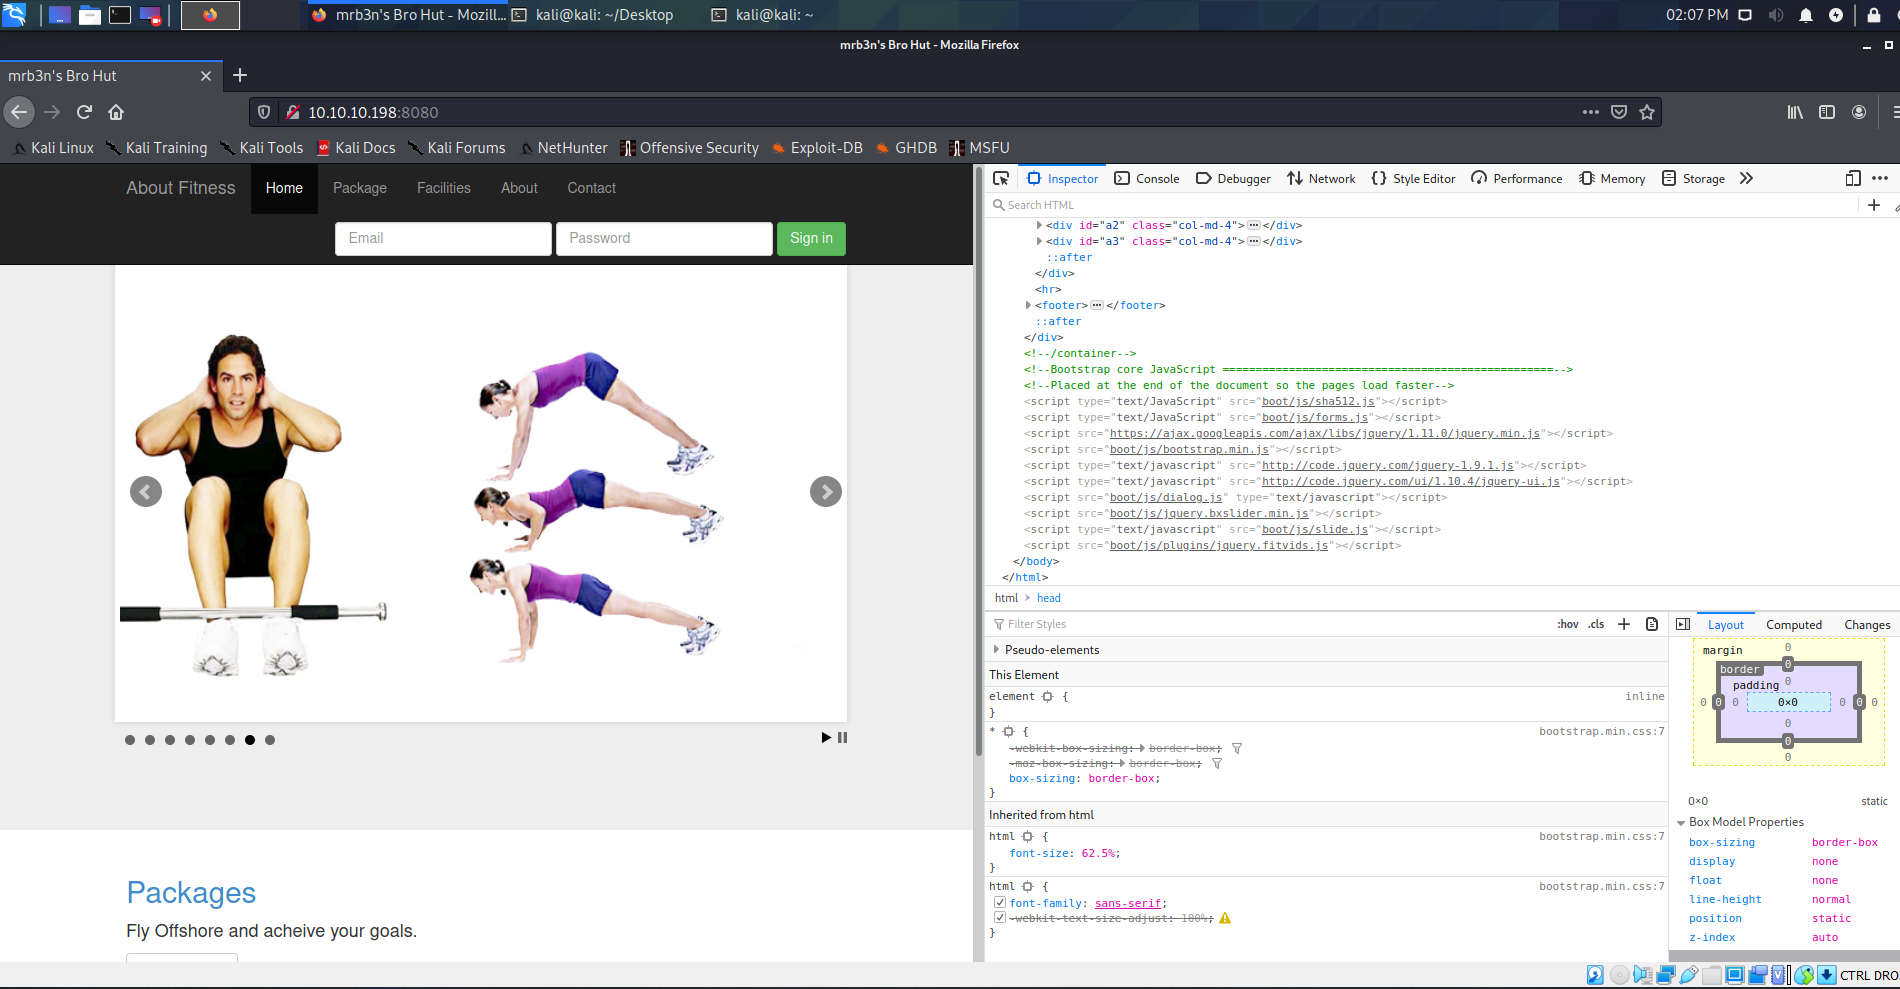 mrb3n's Bro Hut - Mozill...
kali@kali: ~/Desktop
kali@kali: ~
02:07 PM
mrb3n's Bro Hut - Mozilla Firefox
mrb3n's Bro Hut
10.10.10.198:8080
Kali Linux
Kali Training
Kali Tools
Kali Docs
Kali Forums
NetHunter
Offensive Security
Exploit-DB
GHDB
MSFU
About Fitness
Home
Package
Facilities
About
Contact
Email
Password
Sign in
Packages
Fly Offshore and acheive your goals.
Inspector
Console
Debugger
Network
Style Editor
Performance
Memory
Storage
Search HTML
<div id="a2" class="col-md-4">…</div>
<div id="a3" class="col-md-4">…</div>
::after
</div>
<hr>
<footer>…</footer>
::after
</div>
<!--/container-->
<!--Bootstrap core JavaScript ==================================================-->
<!--Placed at the end of the document so the pages load faster-->
<script type="text/JavaScript" src="boot/js/sha512.js"></script>
<script type="text/JavaScript" src="boot/js/forms.js"></script>
<script src="https://ajax.googleapis.com/ajax/libs/jquery/1.11.0/jquery.min.js"></script>
<script src="boot/js/bootstrap.min.js"></script>
<script type="text/javascript" src="http://code.jquery.com/jquery-1.9.1.js"></script>
<script type="text/javascript" src="http://code.jquery.com/ui/1.10.4/jquery-ui.js"></script>
<script src="boot/js/dialog.js" type="text/javascript"></script>
<script src="boot/js/jquery.bxslider.min.js"></script>
<script type="text/javascript" src="boot/js/slide.js"></script>
<script src="boot/js/plugins/jquery.fitvids.js"></script>
</body>
</html>
html > head
Filter Styles
:hov .cls
Pseudo-elements
This Element
element {
inline
}
* {
bootstrap.min.css:7
-webkit-box-sizing: border-box;
-moz-box-sizing: border-box;
box-sizing: border-box;
}
Inherited from html
html {
bootstrap.min.css:7
font-size: 62.5%;
}
html {
bootstrap.min.css:7
font-family: sans-serif;
-webkit-text-size-adjust: 100%;
}
Layout
Computed
Changes
margin 0
border 0
padding 0
0 0 0 0×0 0 0 0
0
0
0
0×0
static
Box Model Properties
box-sizing border-box
display none
float none
line-height normal
position static
z-index auto
CTRL DRO